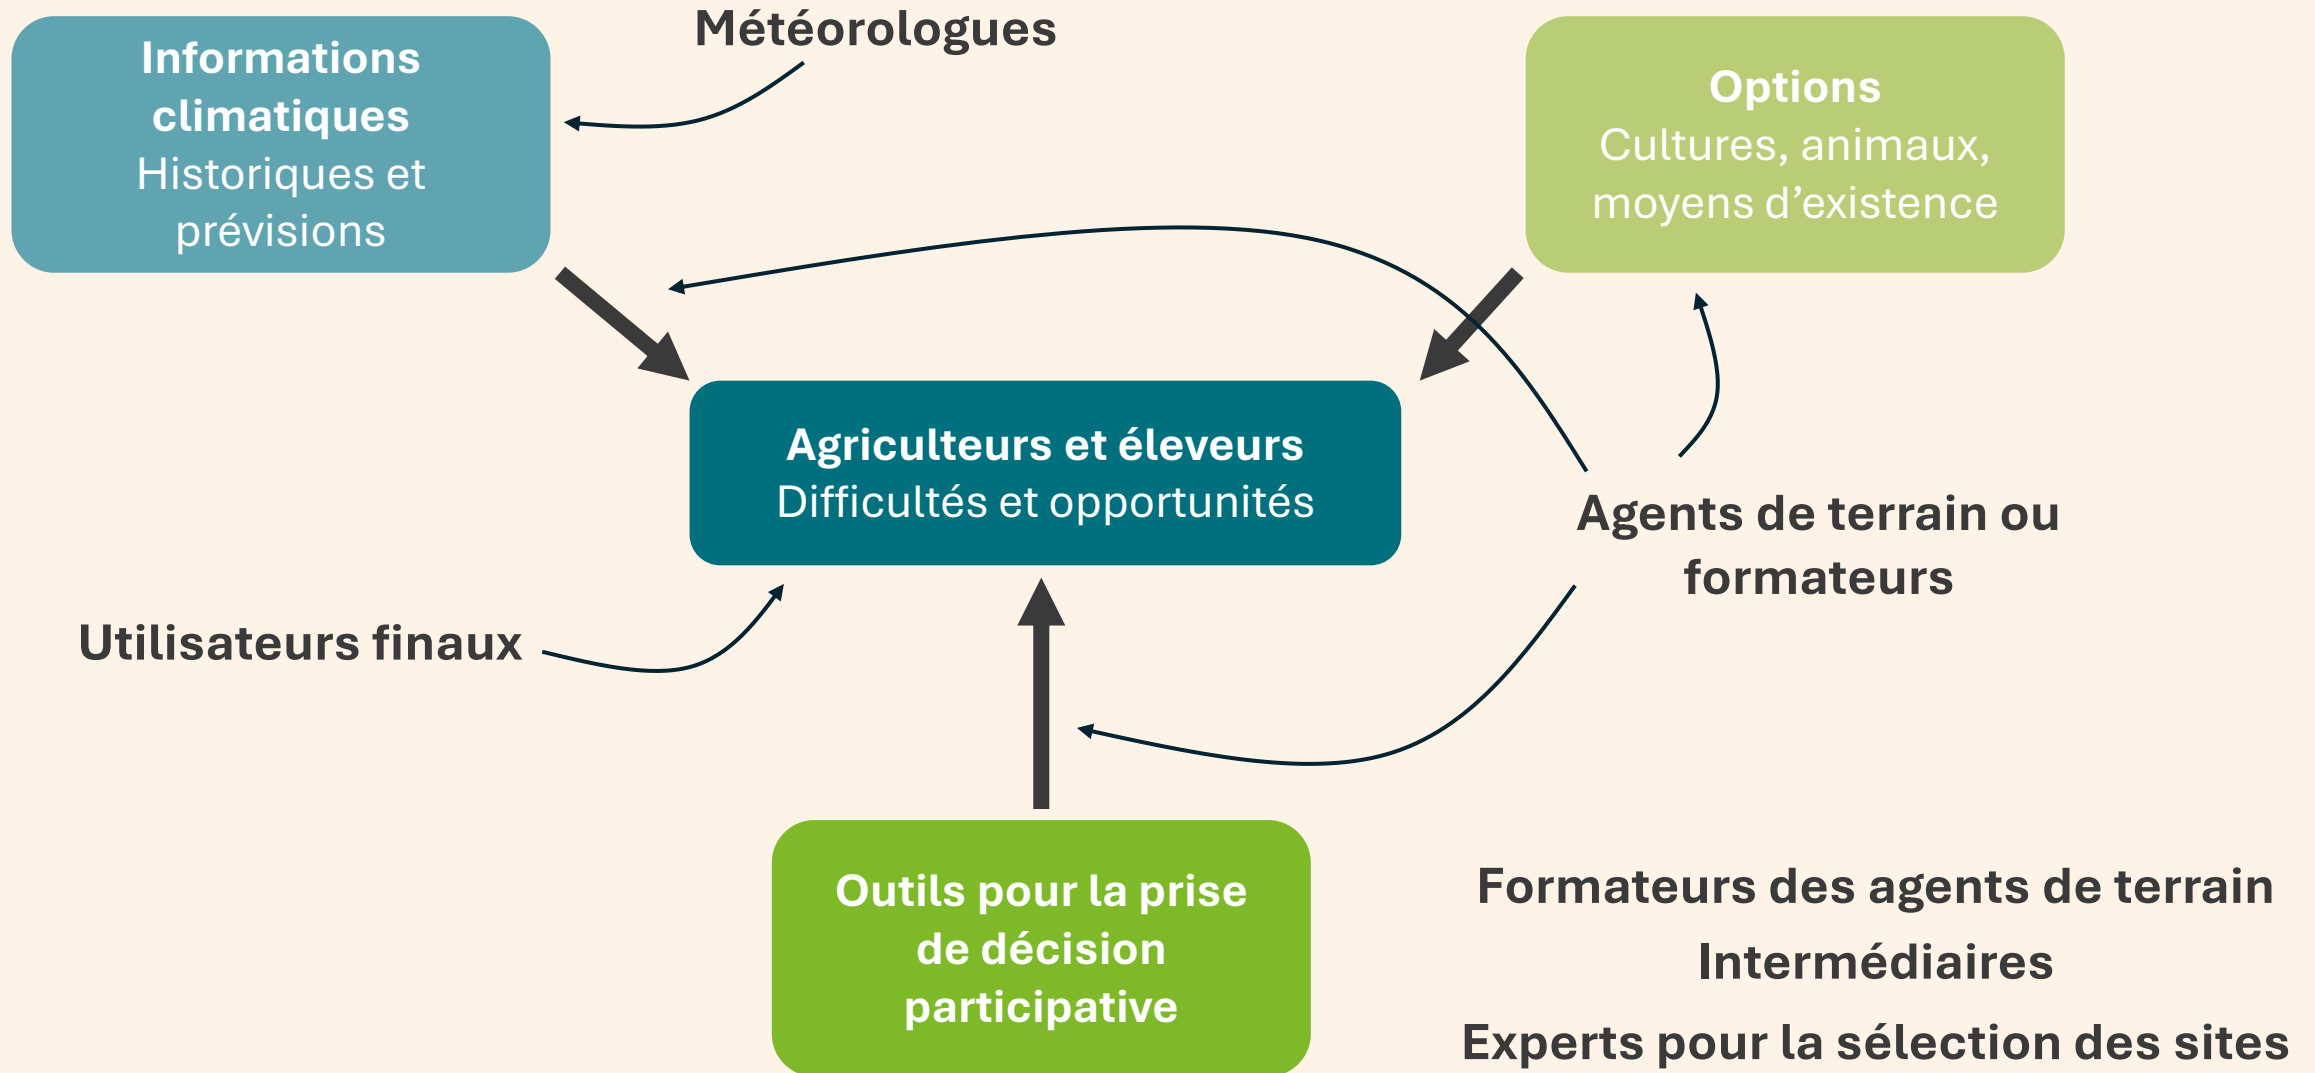 Météorologues
Informations
climatiques
Historiques et
prévisions
Options
Cultures, animaux,
moyens d’existence
Agriculteurs et éleveurs
Difficultés et opportunités
Agents de terrain ou
formateurs
Utilisateurs finaux
Outils pour la prise
de décision
participative
Formateurs des agents de terrain
Intermédiaires
Experts pour la sélection des sites